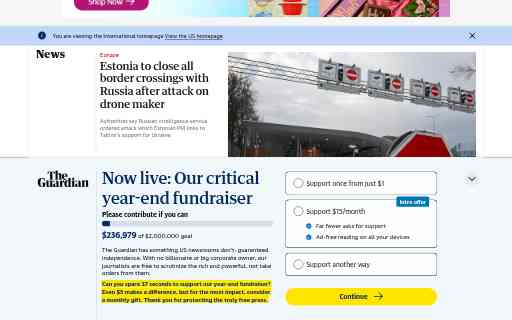 Shop Now
You are viewing the International homepage View the US homepage
News
Europe
Estonia to close all
border crossings with
Russia after attack on
drone maker
Authorities say Russian intelligence service
ordered attack which Estonian PM links to
Tallinn's support for Ukraine
The
Guardian
Now live: Our critical
year-end fundraiser
Please contribute if you can
$236,979 of $2,000,000 goal
The Guardian has something US newsrooms don't- guaranteed
independence. With no billionaire or big corporate owner, our
journalists are free to scrutinize the rich and powerful, not take
orders from them.
Can you spare 37 seconds to support our year-end fundraiser?
Even $5 makes a difference, but for the most impact, consider
a monthly gift. Thank you for protecting the truly free press.
Support once from just $1
Intro offer
Support $15/month
Far fewer asks for support
Ad-free reading on all your devices
Support another way
Continue